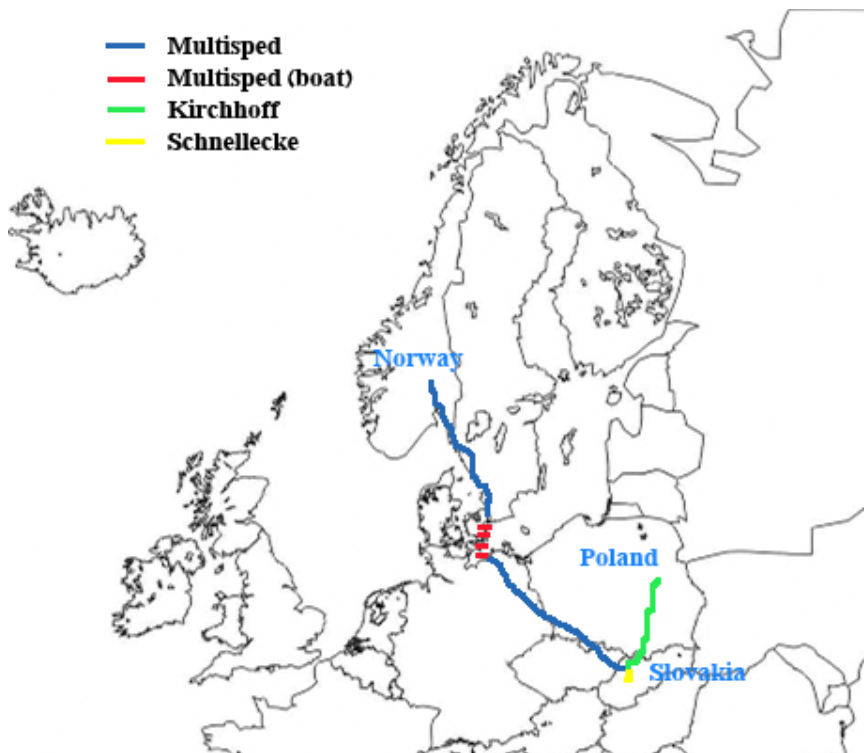 Multisped
Multisped (boat)
Kirchhoff
Schnellecke
Norway
Poland
Slovakia